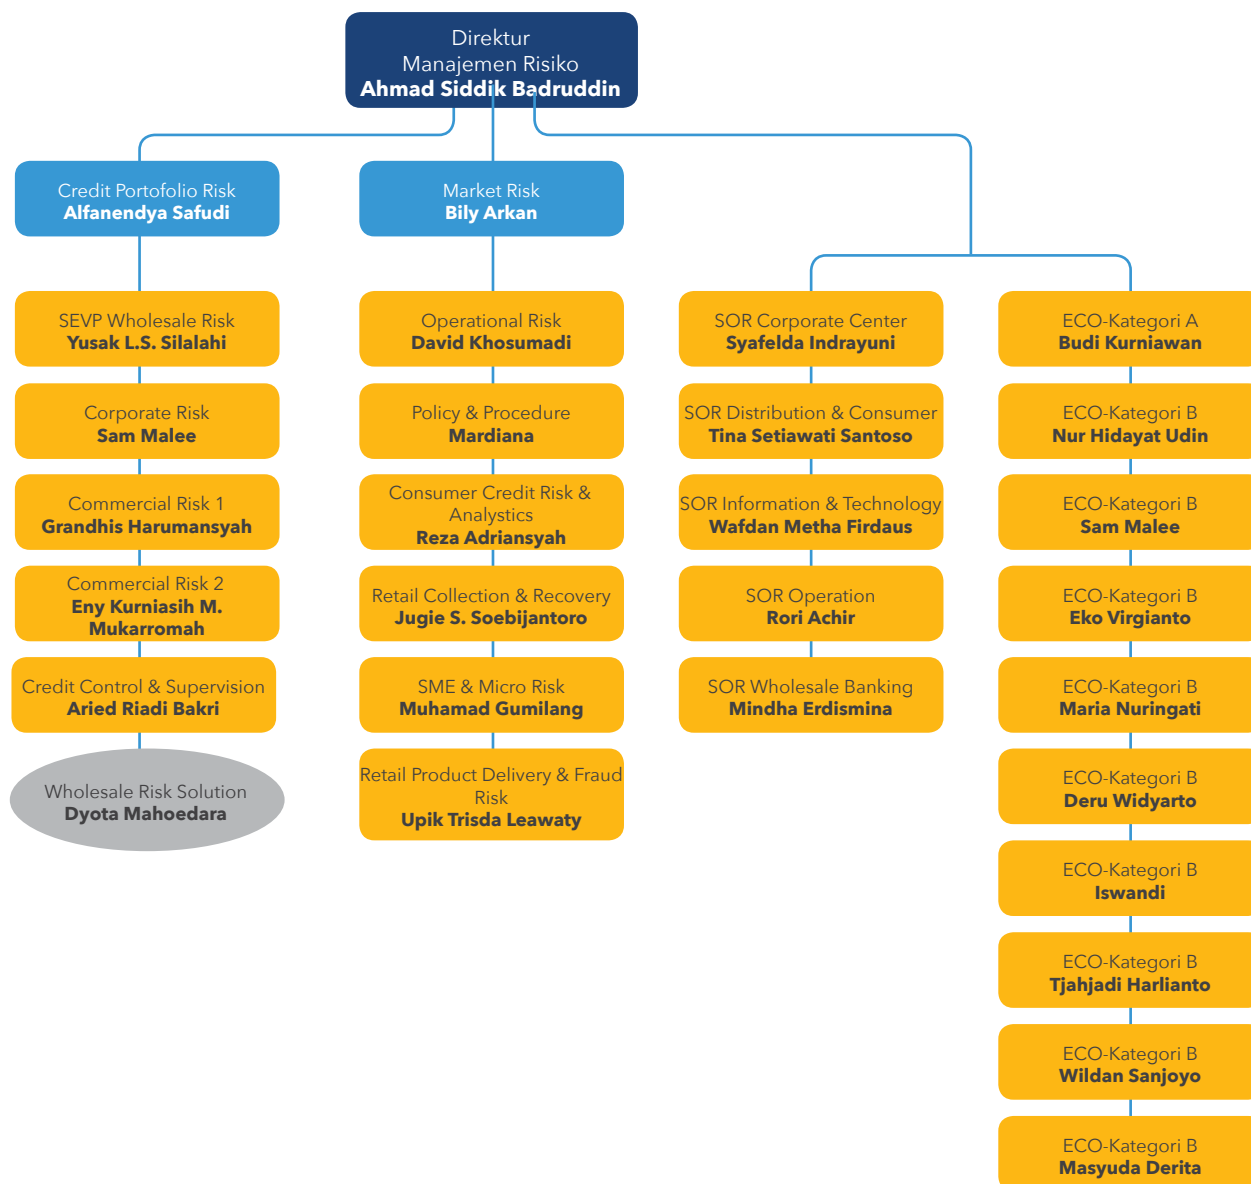 Direktur
Manajemen Risiko
Ahmad Siddik Badruddin
Credit Portofolio Risk
Alfanendya Safudi
Market Risk
Bily Arkan
SEVP Wholesale Risk
Yusak L.S. Silalahi
Corporate Risk
Sam Malee
Commercial Risk 1
Grandhis Harumansyah
Commercial Risk 2
Eny Kurniasih M.
Mukarromah
Credit Control & Supervision
Aried Riadi Bakri
Wholesale Risk Solution
Dyota Mahoedara
Operational Risk
David Khosumadi
Policy & Procedure
Mardiana
Consumer Credit Risk &
Analystics
Reza Adriansyah
Retail Collection & Recovery
Jugie S. Soebijantoro
SME & Micro Risk
Muhamad Gumilang
Retail Product Delivery & Fraud
Risk
Upik Trisda Leawaty
SOR Corporate Center
Syafelda Indrayuni
SOR Distribution & Consumer
Tina Setiawati Santoso
SOR Information & Technology
Wafdan Metha Firdaus
SOR Operation
Rori Achir
SOR Wholesale Banking
Mindha Erdismina
ECO-Kategori A
Budi Kurniawan
ECO-Kategori B
Nur Hidayat Udin
ECO-Kategori B
Sam Malee
ECO-Kategori B
Eko Virgianto
ECO-Kategori B
Maria Nuringati
ECO-Kategori B
Deru Widyarto
ECO-Kategori B
Iswandi
ECO-Kategori B
Tjahjadi Harlianto
ECO-Kategori B
Wildan Sanjoyo
ECO-Kategori B
Masyuda Derita